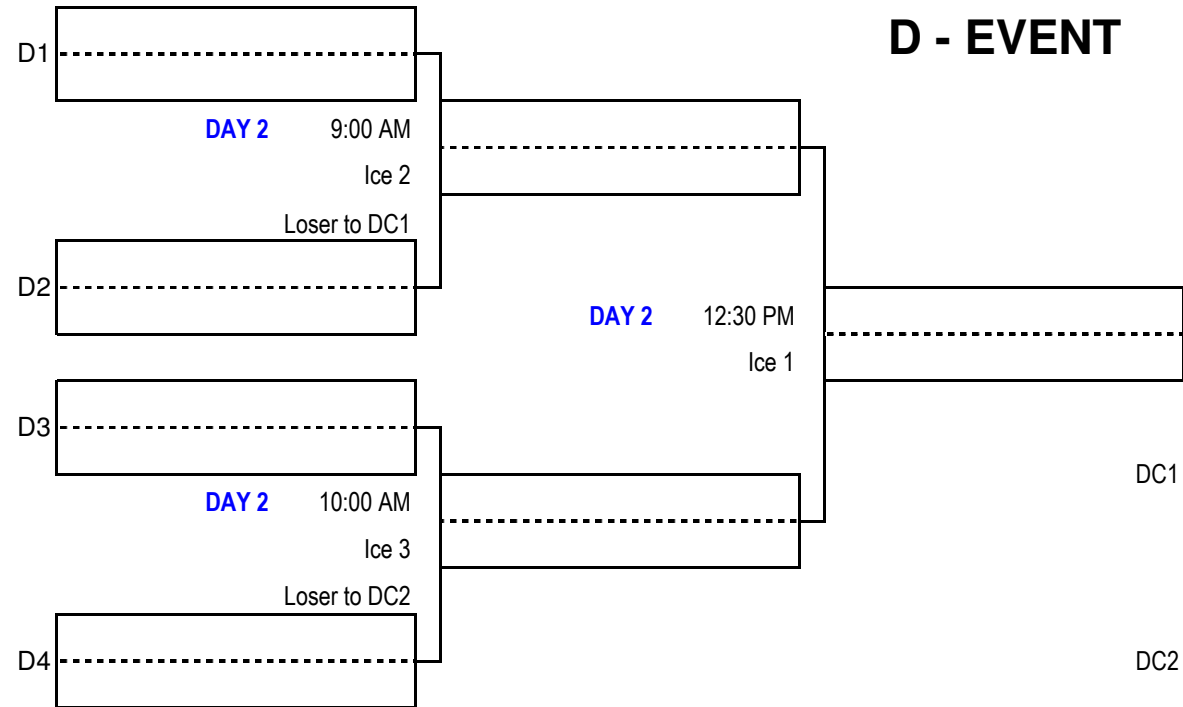 D - EVENT
D1
DAY 2 9:00 AM
Ice 2
Loser to DC1
D2
DAY 2 12:30 PM
Ice 1
D3
DC1
DAY 2 10:00 AM
Ice 3
Loser to DC2
D4
DC2